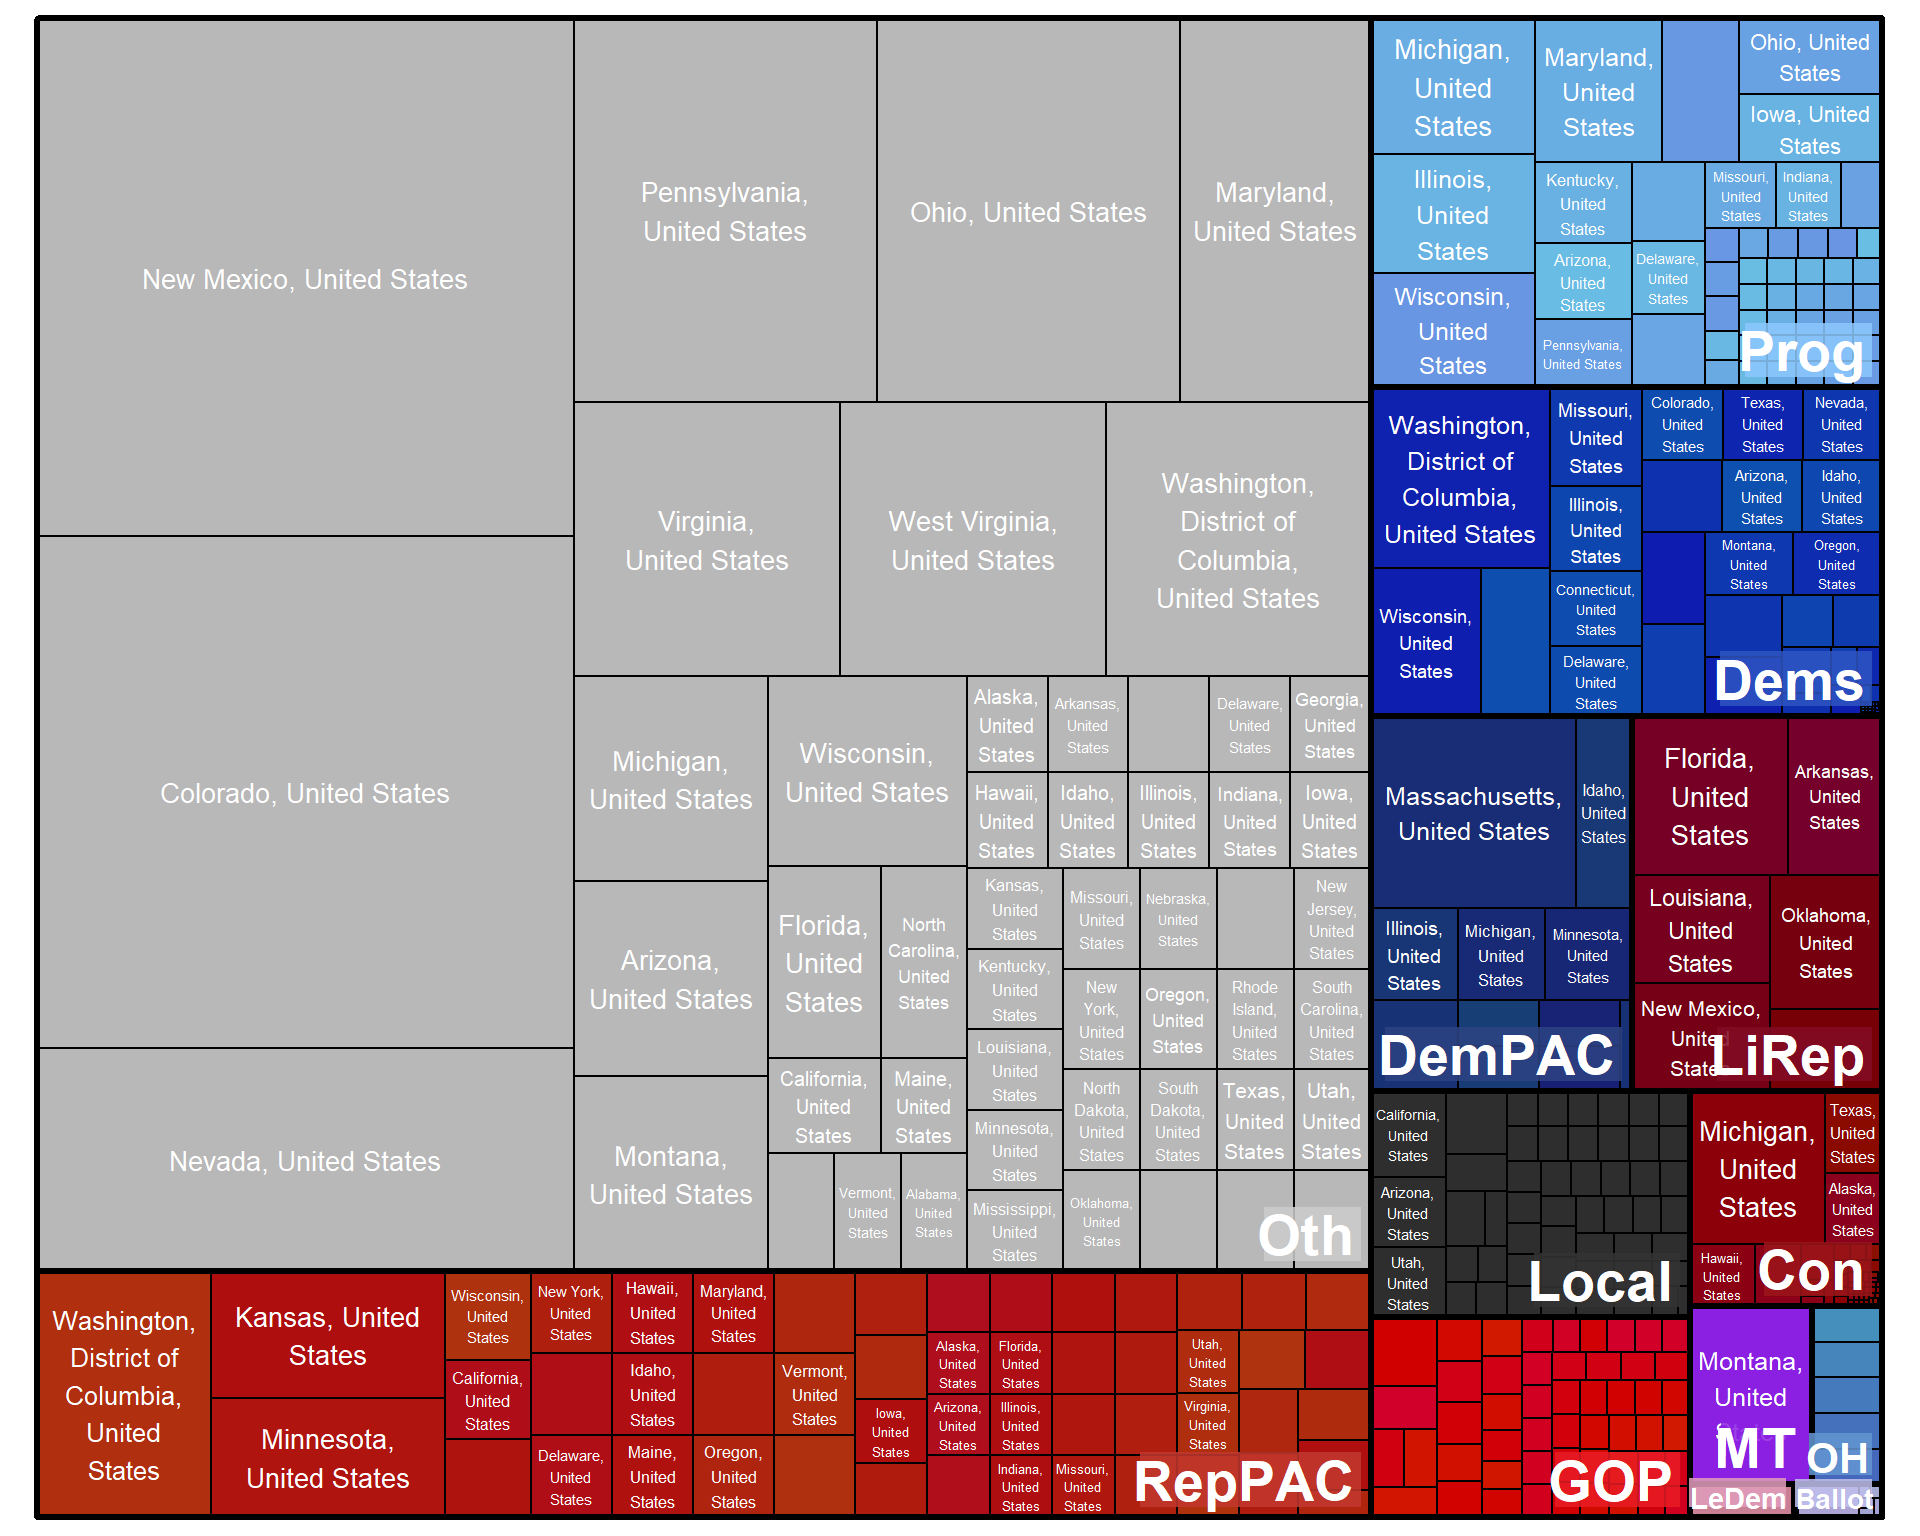 New Mexico, United States
Colorado, United States
Nevada, United States
Pennsylvania,
United States
Ohio, United States
Maryland,
United States
Virginia,
United States
West Virginia,
United States
Washington,
District of
Columbia,
United States
Michigan,
United States
Arizona,
United States
Montana,
United States
Wisconsin,
United States
Florida,
United
States
North
Carolina,
United
States
California,
United
States
Maine,
United
States
Vermont,
United
States
Alabama,
United
States
Alaska,
United
States
Arkansas,
United
States
Delaware,
United
States
Georgia,
United
States
Hawaii,
United
States
Idaho,
United
States
Illinois,
United
States
Indiana,
United
States
Iowa,
United
States
Kansas,
United
States
Kentucky,
United
States
Louisiana,
United
States
Minnesota,
United
States
Mississippi,
United
States
Missouri,
United
States
Nebraska,
United
States
New
Jersey,
United
States
New
York,
United
States
Oregon,
United
States
Rhode
Island,
United
States
South
Carolina,
United
States
North
Dakota,
United
States
South
Dakota,
United
States
Texas,
United
States
Utah,
United
States
Oklahoma,
United
States
Oth
Michigan,
United
States
Illinois,
United
States
Wisconsin,
United
States
Maryland,
United
States
Ohio, United
States
Iowa, United
States
Kentucky,
United
States
Arizona,
United
States
Pennsylvania,
United States
Delaware,
United
States
Missouri,
United
States
Indiana,
United
States
Prog
Washington,
District of
Columbia,
United States
Wisconsin,
United
States
Missouri,
United
States
Illinois,
United
States
Connecticut,
United
States
Delaware,
United
States
Colorado,
United
States
Texas,
United
States
Nevada,
United
States
Arizona,
United
States
Idaho,
United
States
Montana,
United
States
Oregon,
United
States
Dems
Massachusetts,
United States
Idaho,
United
States
Illinois,
United
States
Michigan,
United
States
Minnesota,
United
States
DemPAC
Florida,
United
States
Arkansas,
United
States
Louisiana,
United
States
Oklahoma,
United
States
New Mexico,
United
States
LiRep
California,
United
States
Arizona,
United
States
Utah,
United
States
Local
Michigan,
United
States
Texas,
United
States
Alaska,
United
States
Hawaii,
United
States
Con
Washington,
District of
Columbia,
United
States
Kansas, United
States
Minnesota,
United States
Wisconsin,
United
States
California,
United
States
New York,
United
States
Delaware,
United
States
Hawaii,
United
States
Idaho,
United
States
Maine,
United
States
Maryland,
United
States
Oregon,
United
States
Vermont,
United
States
Iowa,
United
States
Alaska,
United
States
Arizona,
United
States
Florida,
United
States
Illinois,
United
States
Indiana,
United
States
Missouri,
United
States
Utah,
United
States
Virginia,
United
States
RepPAC
GOP
Montana,
United
States
MT
LeDem
OH
Ballot